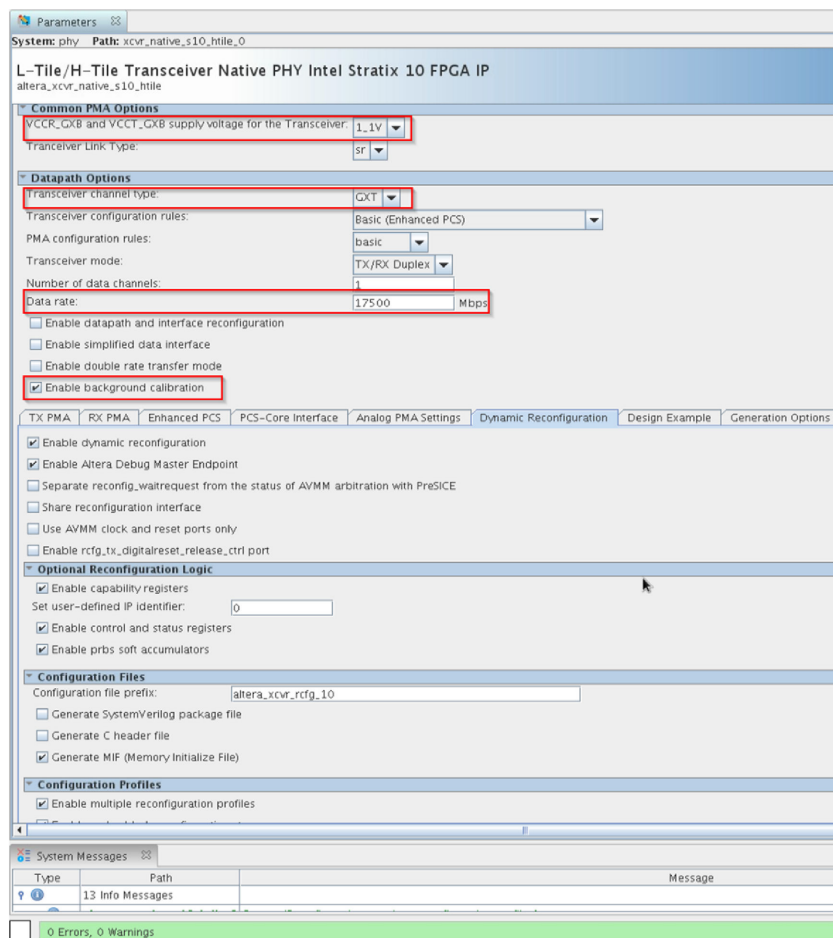 Parameters
System: phy Path: xcvr_native_s10_htile_0
L-Tile/H-Tile Transceiver Native PHY Intel Stratix 10 FPGA IP
altera_xcvr_native_s10_htile
Common PMA Options
VCCR_GXB and VCCT_GXB supply voltage for the Transceiver: 1_1V
Tranceiver Link Type: sr
Datapath Options
Transceiver channel type: GXT
Transceiver configuration rules: Basic (Enhanced PCS)
PMA configuration rules: basic
Transceiver mode: TX/RX Duplex
Number of data channels: 1
Data rate: 17500 Mbps
Enable datapath and interface reconfiguration
Enable simplified data interface
Enable double rate transfer mode
Enable background calibration
TX PMA RX PMA Enhanced PCS PCS-Core Interface Analog PMA Settings Dynamic Reconfiguration Design Example Generation Options
Enable dynamic reconfiguration
Enable Altera Debug Master Endpoint
Separate reconfig_waitrequest from the status of AVMM arbitration with PreSICE
Share reconfiguration interface
Use AVMM clock and reset ports only
Enable rcfg_tx_digitalreset_release_ctrl port
Optional Reconfiguration Logic
Enable capability registers
Set user-defined IP identifier: 0
Enable control and status registers
Enable prbs soft accumulators
Configuration Files
Configuration file prefix: altera_xcvr_rcfg_10
Generate SystemVerilog package file
Generate C header file
Generate MIF (Memory Initialize File)
Configuration Profiles
Enable multiple reconfiguration profiles
System Messages
Type Path Message
13 Info Messages
0 Errors, 0 Warnings